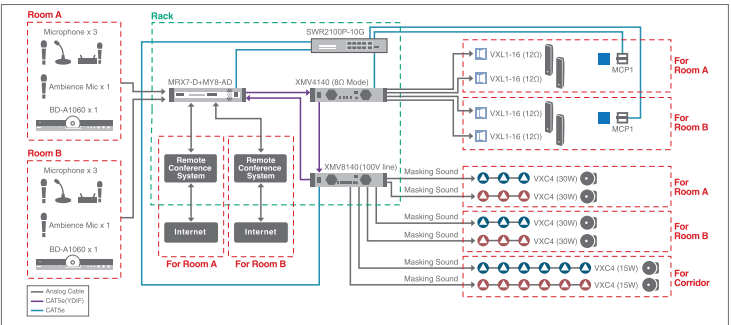 Room A
Microphone x 3
Ambience Mic x 1
BD-A1060 x 1
Room B
Microphone x 3
Ambience Mic x 1
BD-A1060 x 1
Analog Cable
CAT5e(YDIF)
CAT5e
Rack
SWR2100P-10G
MRX7-D+MY8-AD
XMV4140 (8Ω Mode)
XMV8140(100V line)
Remote
Conference
System
Remote
Conference
System
Internet
Internet
For Room A
For Room B
VXL1-16 (12Ω)
VXL1-16 (12Ω)
MCP1
For
Room A
VXL1-16 (12Ω)
VXL1-16 (12Ω)
MCP1
For
Room B
Masking Sound
VXC4 (30W)
Masking Sound
VXC4 (30W)
For
Room A
Masking Sound
VXC4 (30W)
Masking Sound
VXC4 (30W)
For
Room B
Masking Sound
VXC4 (15W)
Masking Sound
VXC4 (15W)
For
Corridor